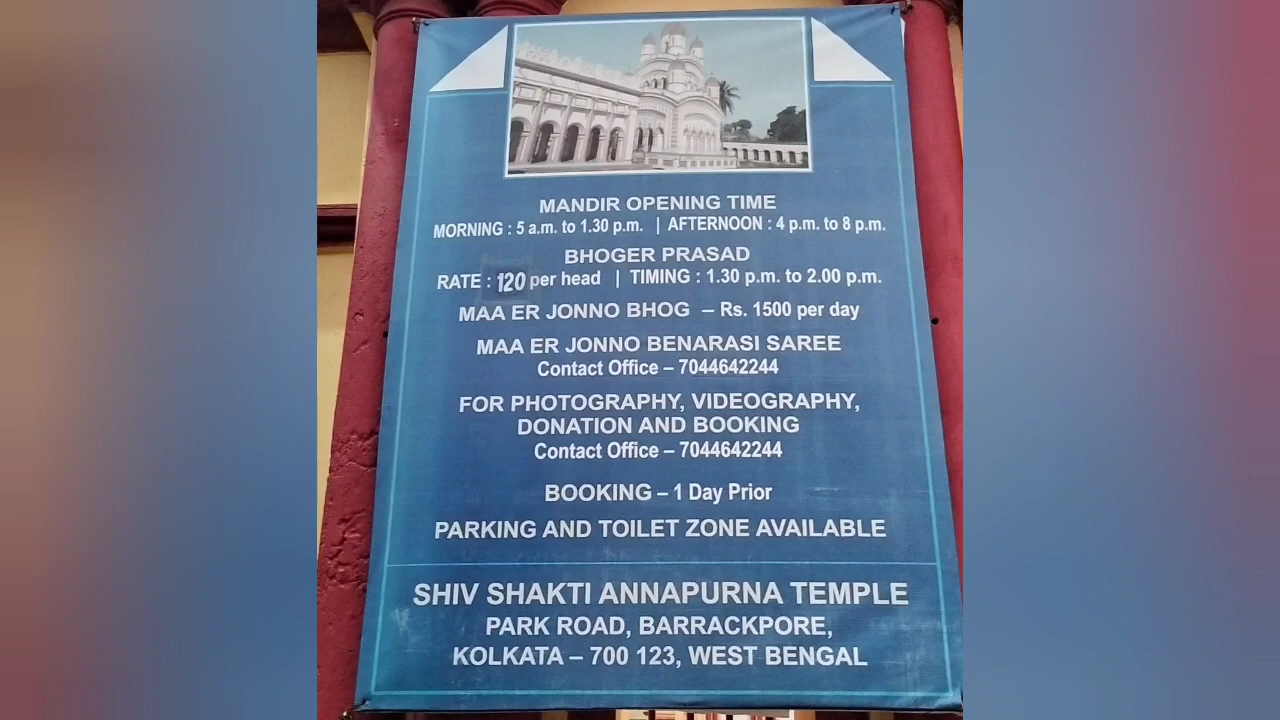 MANDIR OPENING TIME
MORNING : 5 a.m. to 1.30 p.m. | AFTERNOON : 4 p.m. to 8 p.m.
BHOGER PRASAD
RATE : 120 per head | TIMING : 1.30 p.m. to 2.00 p.m.
MAA ER JONNO BHOG – Rs. 1500 per day
MAA ER JONNO BENARASI SAREE
Contact Office – 7044642244
FOR PHOTOGRAPHY, VIDEOGRAPHY,
DONATION AND BOOKING
Contact Office – 7044642244
BOOKING – 1 Day Prior
PARKING AND TOILET ZONE AVAILABLE
SHIV SHAKTI ANNAPURNA TEMPLE
PARK ROAD, BARRACKPORE,
KOLKATA – 700 123, WEST BENGAL